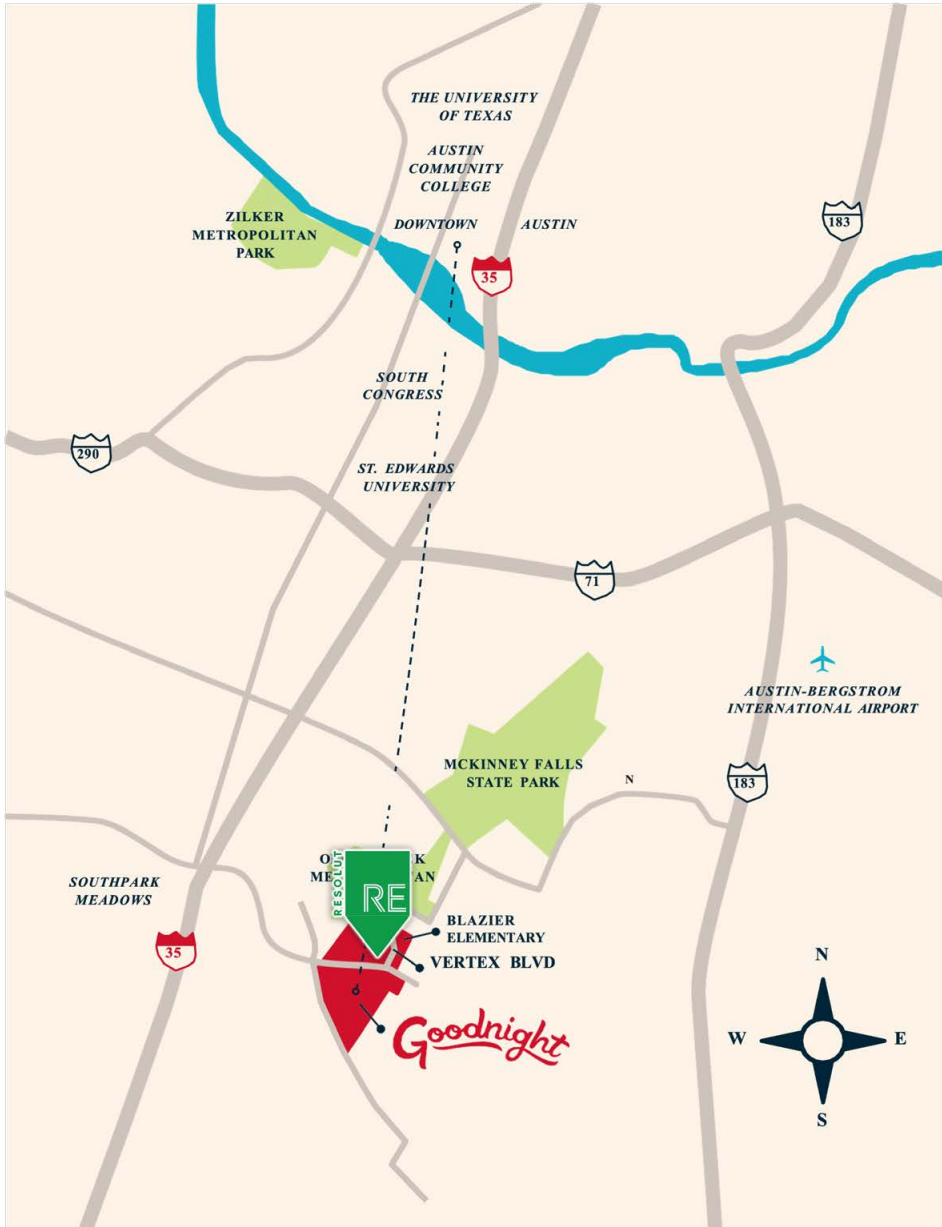 THE UNIVERSITY
OF TEXAS
AUSTIN
COMMUNITY
COLLEGE
ZILKER
METROPOLITAN
PARK
DOWNTOWN AUSTIN
183
35
SOUTH
CONGRESS
290
ST. EDWARDS
UNIVERSITY
71
AUSTIN-BERGSTROM
INTERNATIONAL AIRPORT
MCKINNEY FALLS
STATE PARK
N
183
RESOLUT
RE
SOUTHPARK
MEADOWS
BLAZIER
ELEMENTARY
35
VERTEX BLVD
Goodnight
N
W E
S